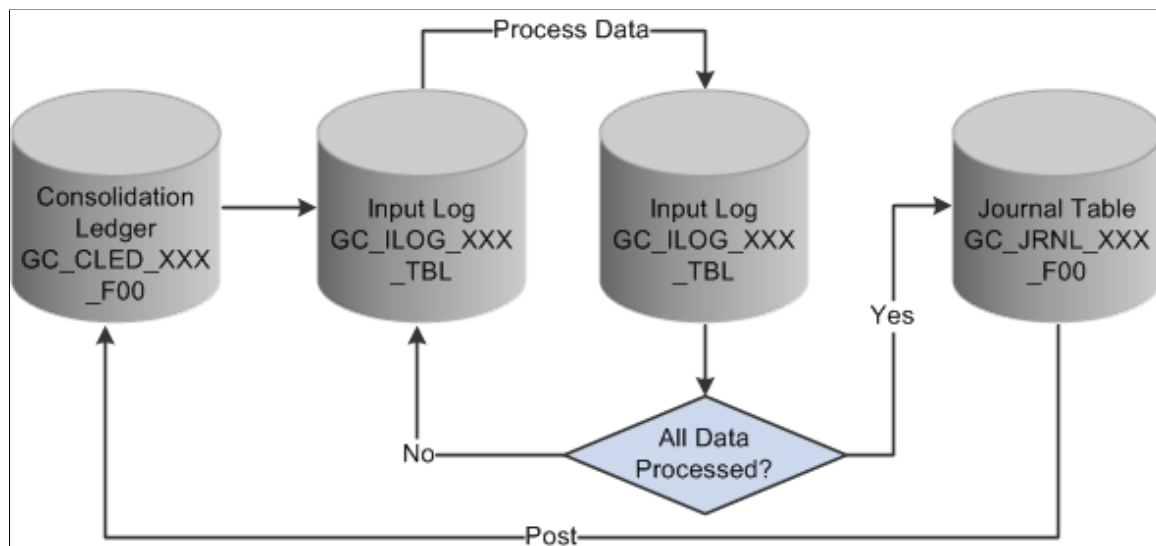 Process Data
Consolidation
Ledger
GC_CLED_XXX
_F00
Input Log
GC_ILOG_XXX
_TBL
Input Log
GC_ILOG_XXX
_TBL
Journal Table
GC_JRNL_XXX
_F00
Yes
No
All Data
Processed?
Post